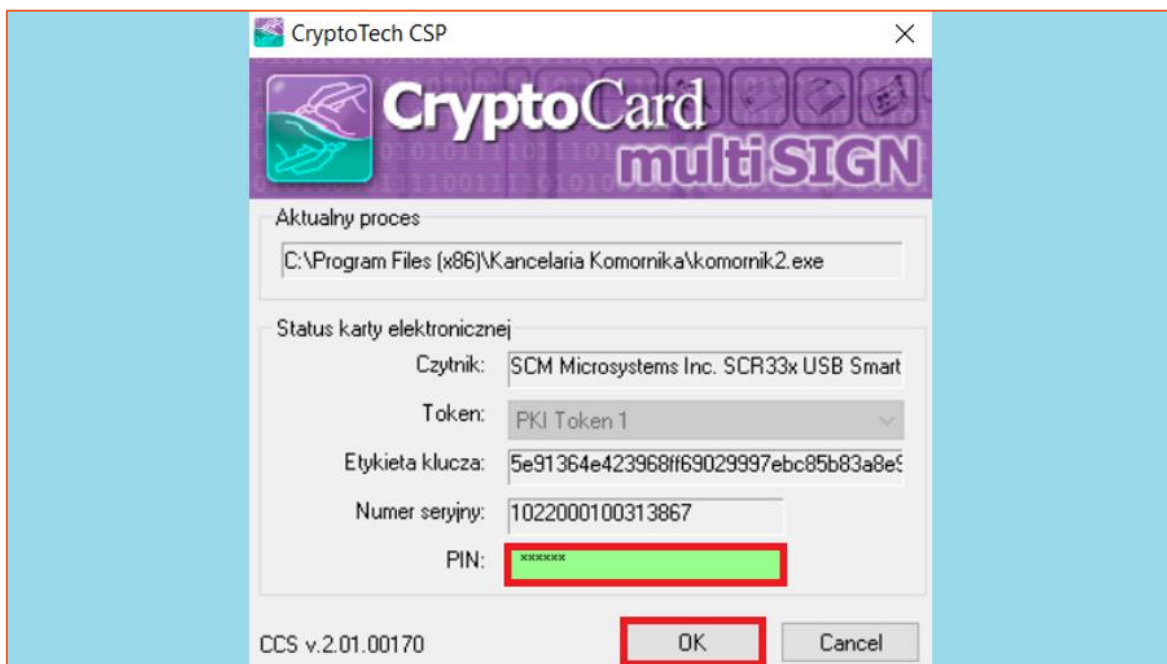 CryptoTech CSP
CryptoCard
multiSIGN
Aktualny proces
C:\Program Files (x86)\Kancelaria Komornika\komornik2.exe
Status karty elektronicznej
Czytnik: SCM Microsystems Inc. SCR33x USB Smart
Token: PKI Token 1
Etykieta klucza: 5e91364e423968ff69029997ebc85b83a8e9
Numer seryjny: 1022000100313867
PIN: ******
CCS v.2.01.00170 OK Cancel